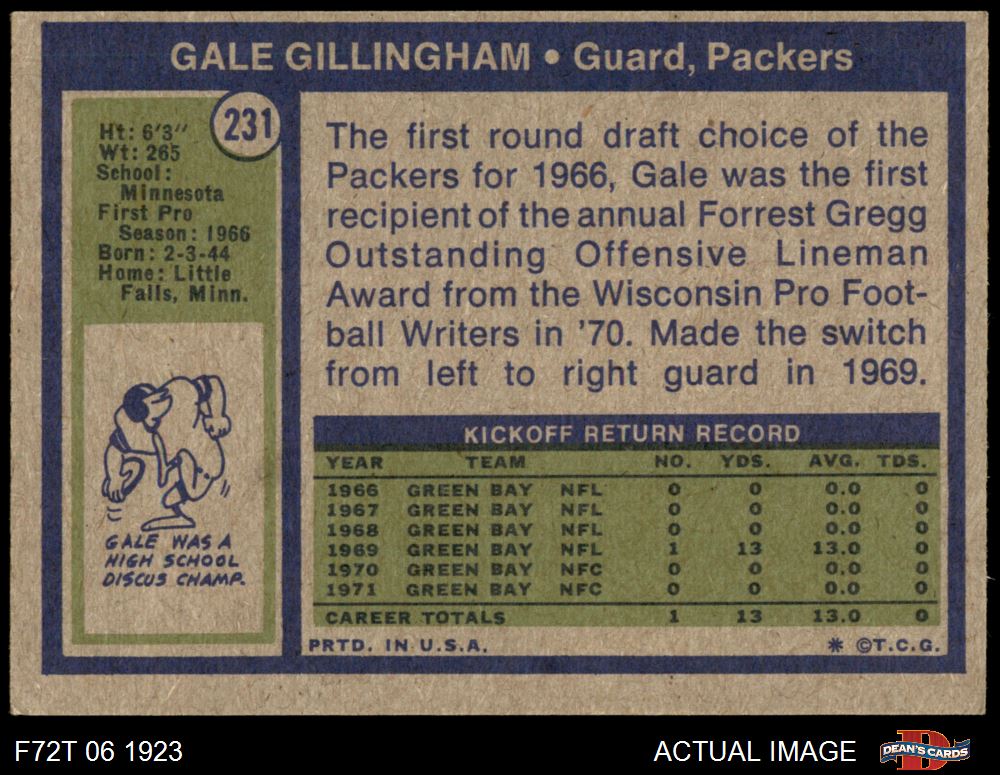 GALE GILLINGHAM • Guard, Packers
231
Ht: 6'3"
Wt: 265
School:
Minnesota
First Pro
Season: 1966
Born: 2-3-44
Home: Little
Falls, Minn.
GALE WAS A
HIGH SCHOOL
DISCUS CHAMP.
The first round draft choice of the
Packers for 1966, Gale was the first
recipient of the annual Forrest Gregg
Outstanding Offensive Lineman
Award from the Wisconsin Pro Foot-
ball Writers in '70. Made the switch
from left to right guard in 1969.
KICKOFF RETURN RECORD
YEAR TEAM NO. YDS. AVG. TDS.
1966 GREEN BAY NFL 0 0 0.0 0
1967 GREEN BAY NFL 0 0 0.0 0
1968 GREEN BAY NFL 0 0 0.0 0
1969 GREEN BAY NFL 1 13 13.0 0
1970 GREEN BAY NFC 0 0 0.0 0
1971 GREEN BAY NFC 0 0 0.0 0
CAREER TOTALS 1 13 13.0 0
PRTD. IN U.S.A. * ©T.C.G.
F72T 06 1923 ACTUAL IMAGE D DEAN'S CARDS